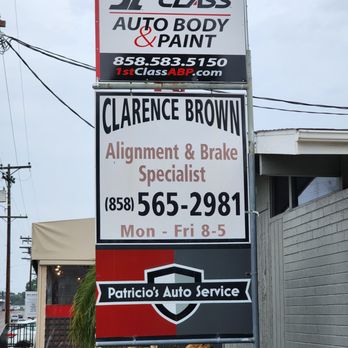 CLASS
AUTO BODY
& PAINT
858.583.5150
1stClassABP.com
CLARENCE BROWN
Alignment & Brake
Specialist
(858) 565-2981
Mon - Fri 8-5
Patricio's Auto Service